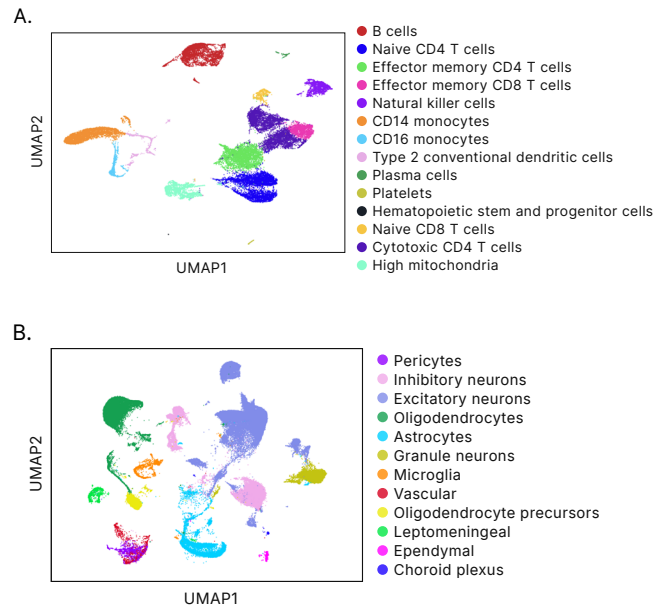 A.
B cells
Naive CD4 T cells
Effector memory CD4 T cells
Effector memory CD8 T cells
Natural killer cells
CD14 monocytes
CD16 monocytes
Type 2 conventional dendritic cells
Plasma cells
Platelets
Hematopoietic stem and progenitor cells
Naive CD8 T cells
Cytotoxic CD4 T cells
High mitochondria
UMAP2
UMAP1
B.
Pericytes
Inhibitory neurons
Excitatory neurons
Oligodendrocytes
Astrocytes
Granule neurons
Microglia
Vascular
Oligodendrocyte precursors
Leptomeningeal
Ependymal
Choroid plexus
UMAP2
UMAP1